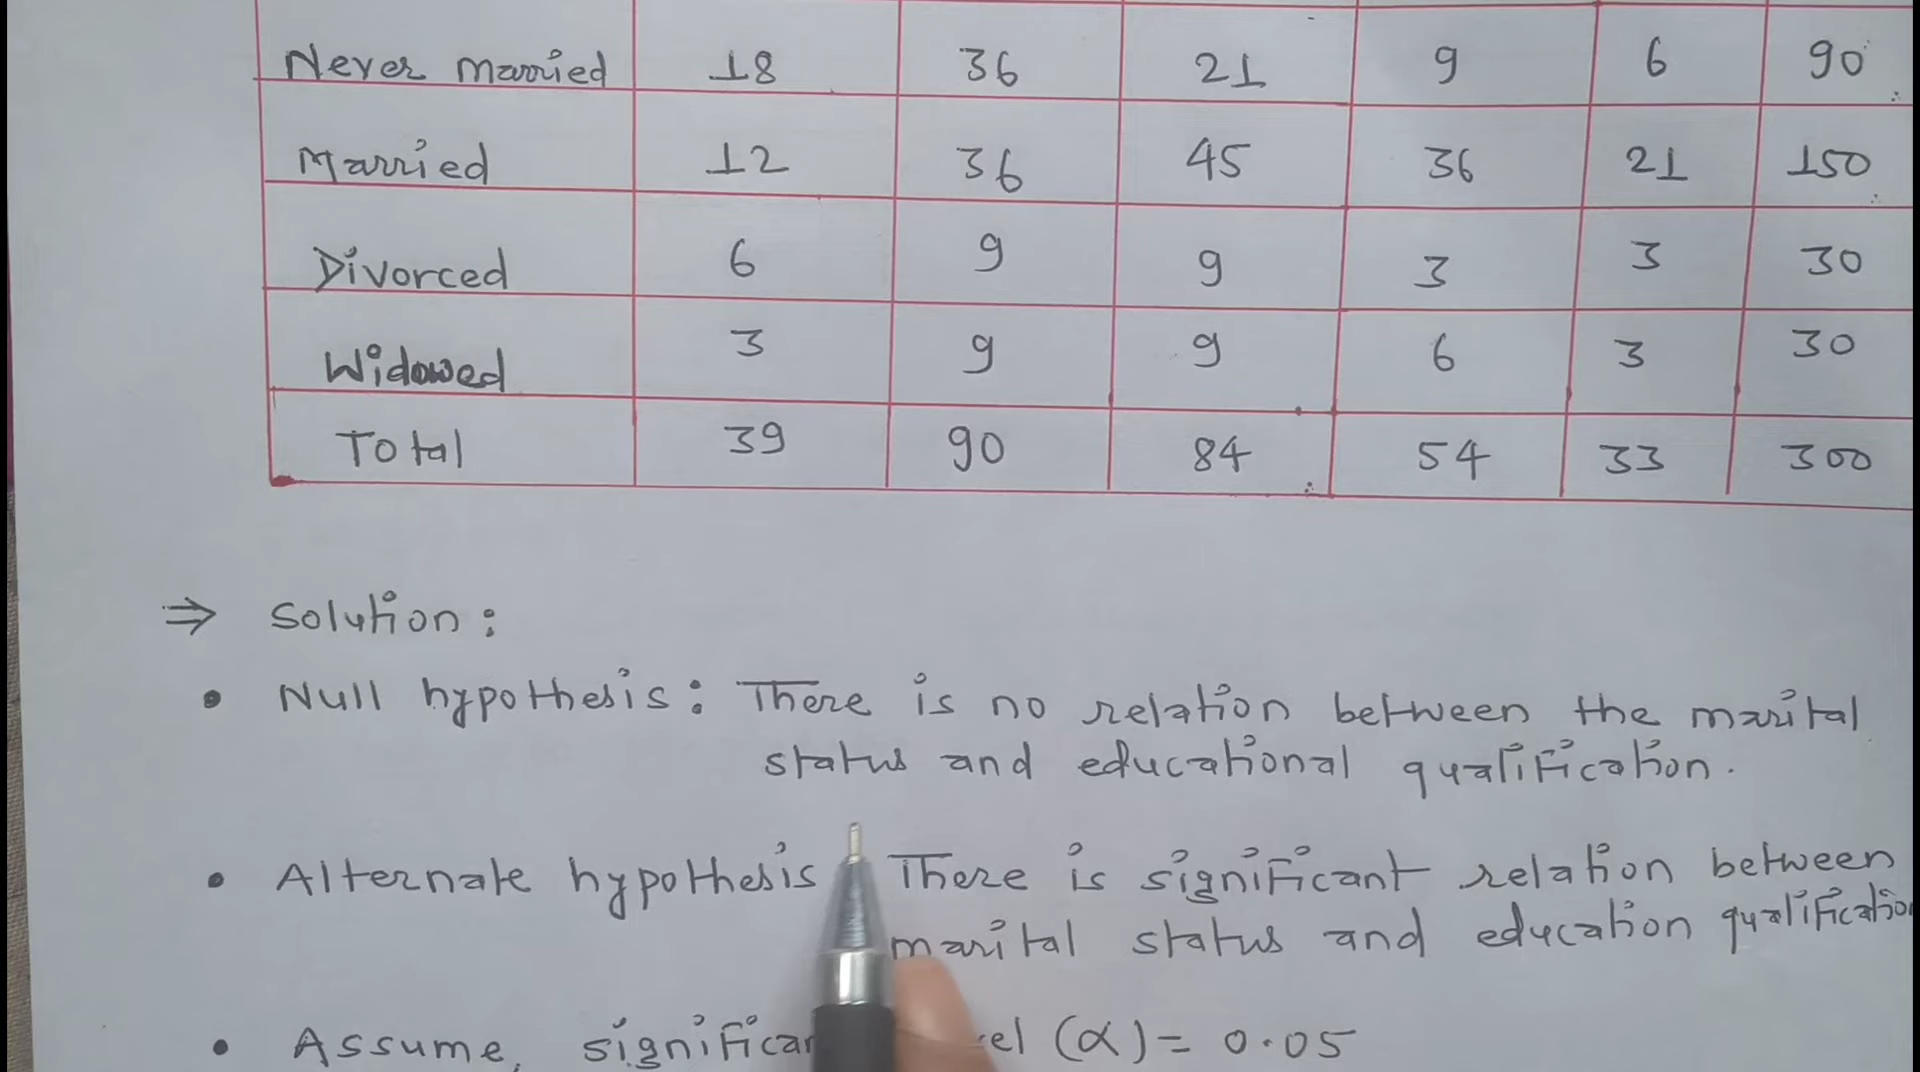 Never married 18 36 21 9 6 90
Married 12 36 45 36 21 150
Divorced 6 9 9 3 3 30
Widowed 3 9 9 6 3 30
Total 39 90 84 54 33 300
⇒ Solution:
• Null hypothesis: There is no relation between the marital
status and educational qualification.
• Alternate hypothesis There is significant relation between
marital status and education qualification
• Assume, (α) = 0.05